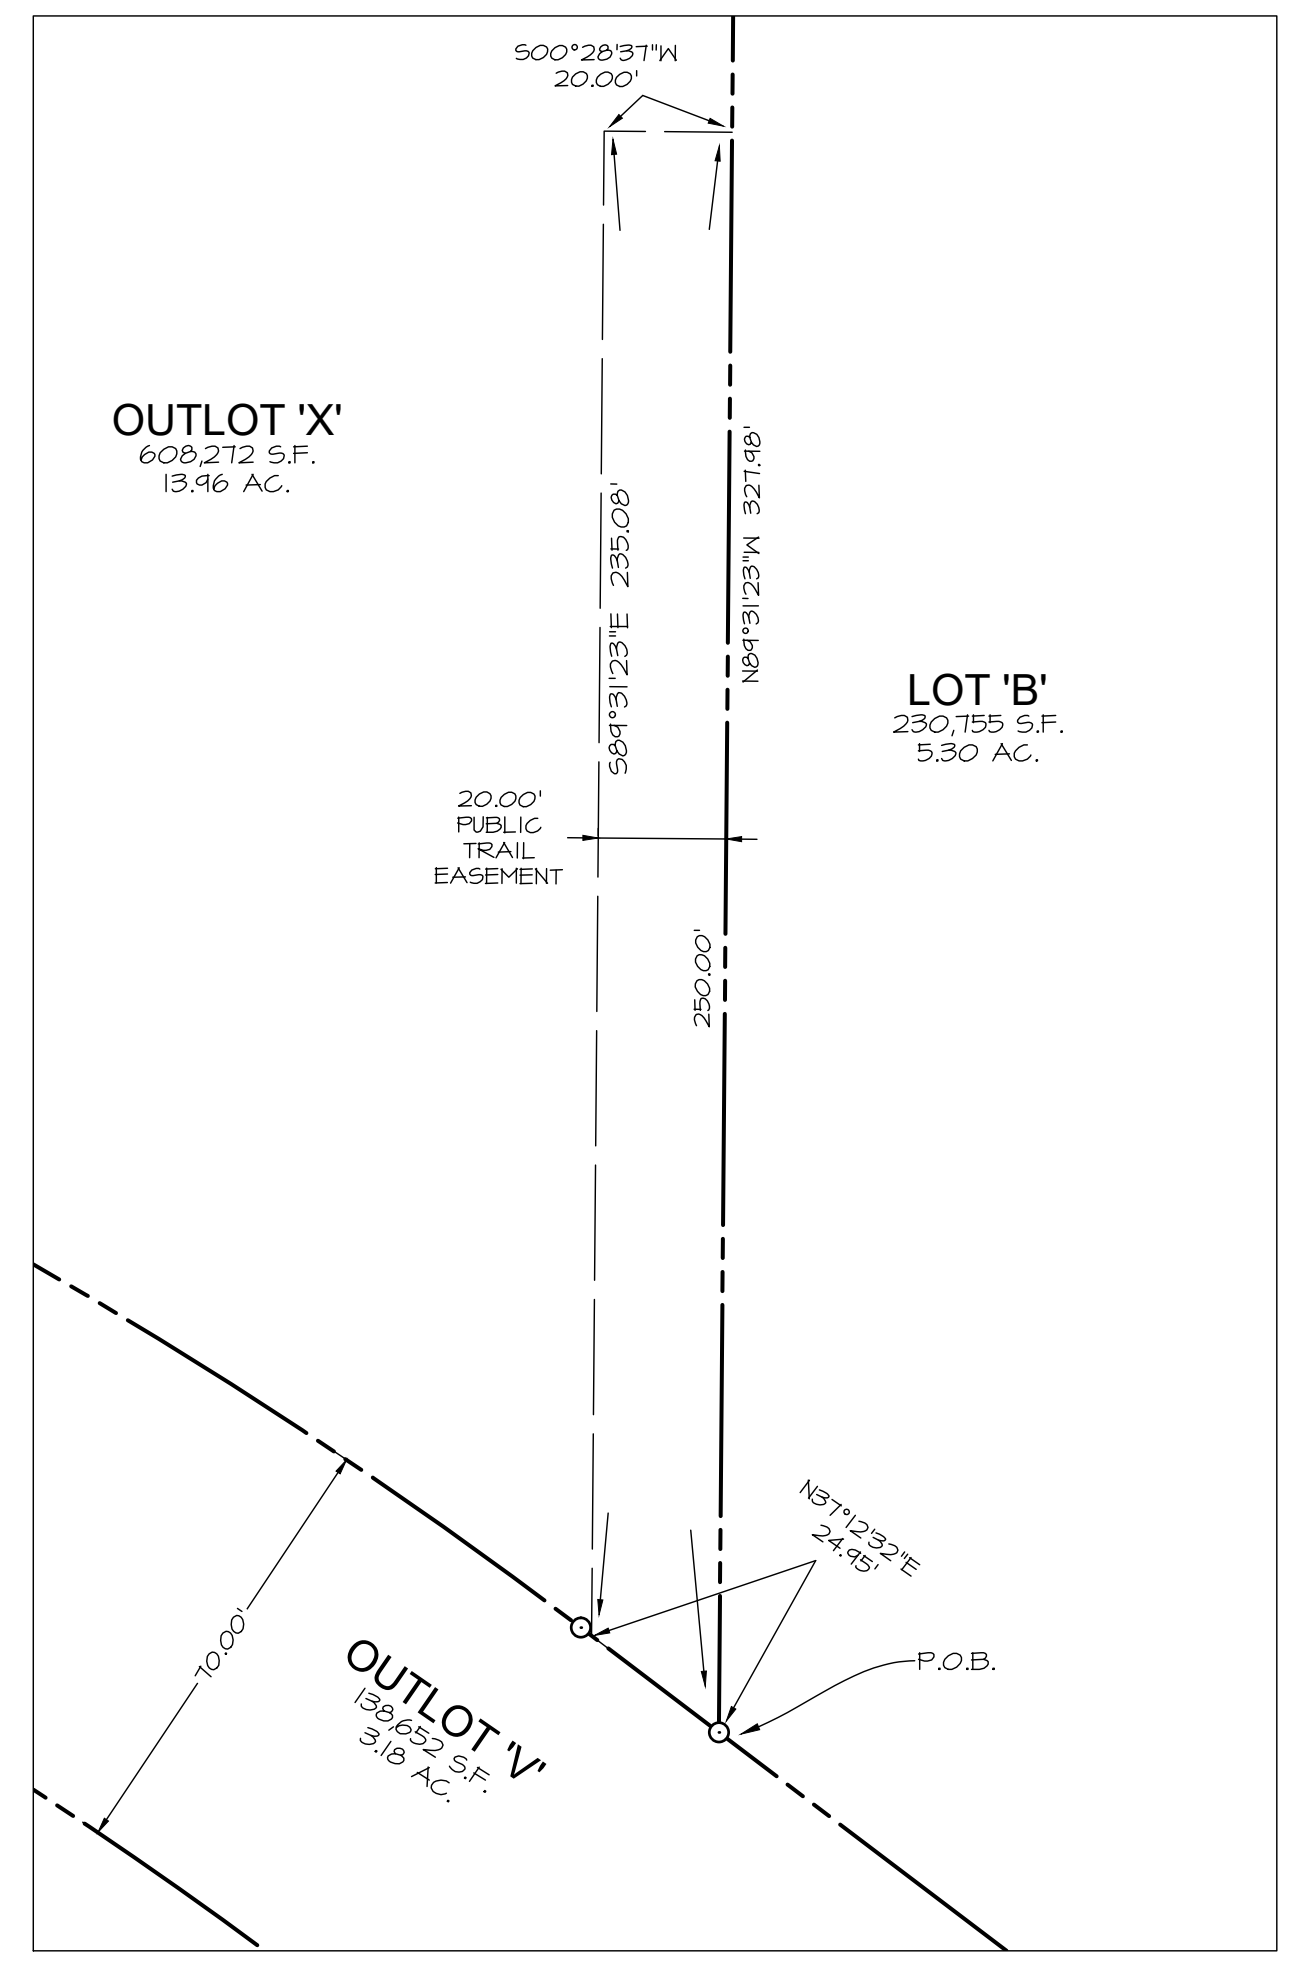 S00°28'37"W
20.00'
OUTLOT 'X'
608,272 S.F.
13.96 AC.
S89°31'23"E 235.08'
N89°31'23"W 327.98'
LOT 'B'
230,755 S.F.
5.30 AC.
20.00'
PUBLIC
TRAIL
EASEMENT
250.00'
N37°12'32"E
24.95'
P.O.B.
70.00'
OUTLOT 'V'
138,652 S.F.
3.18 AC.